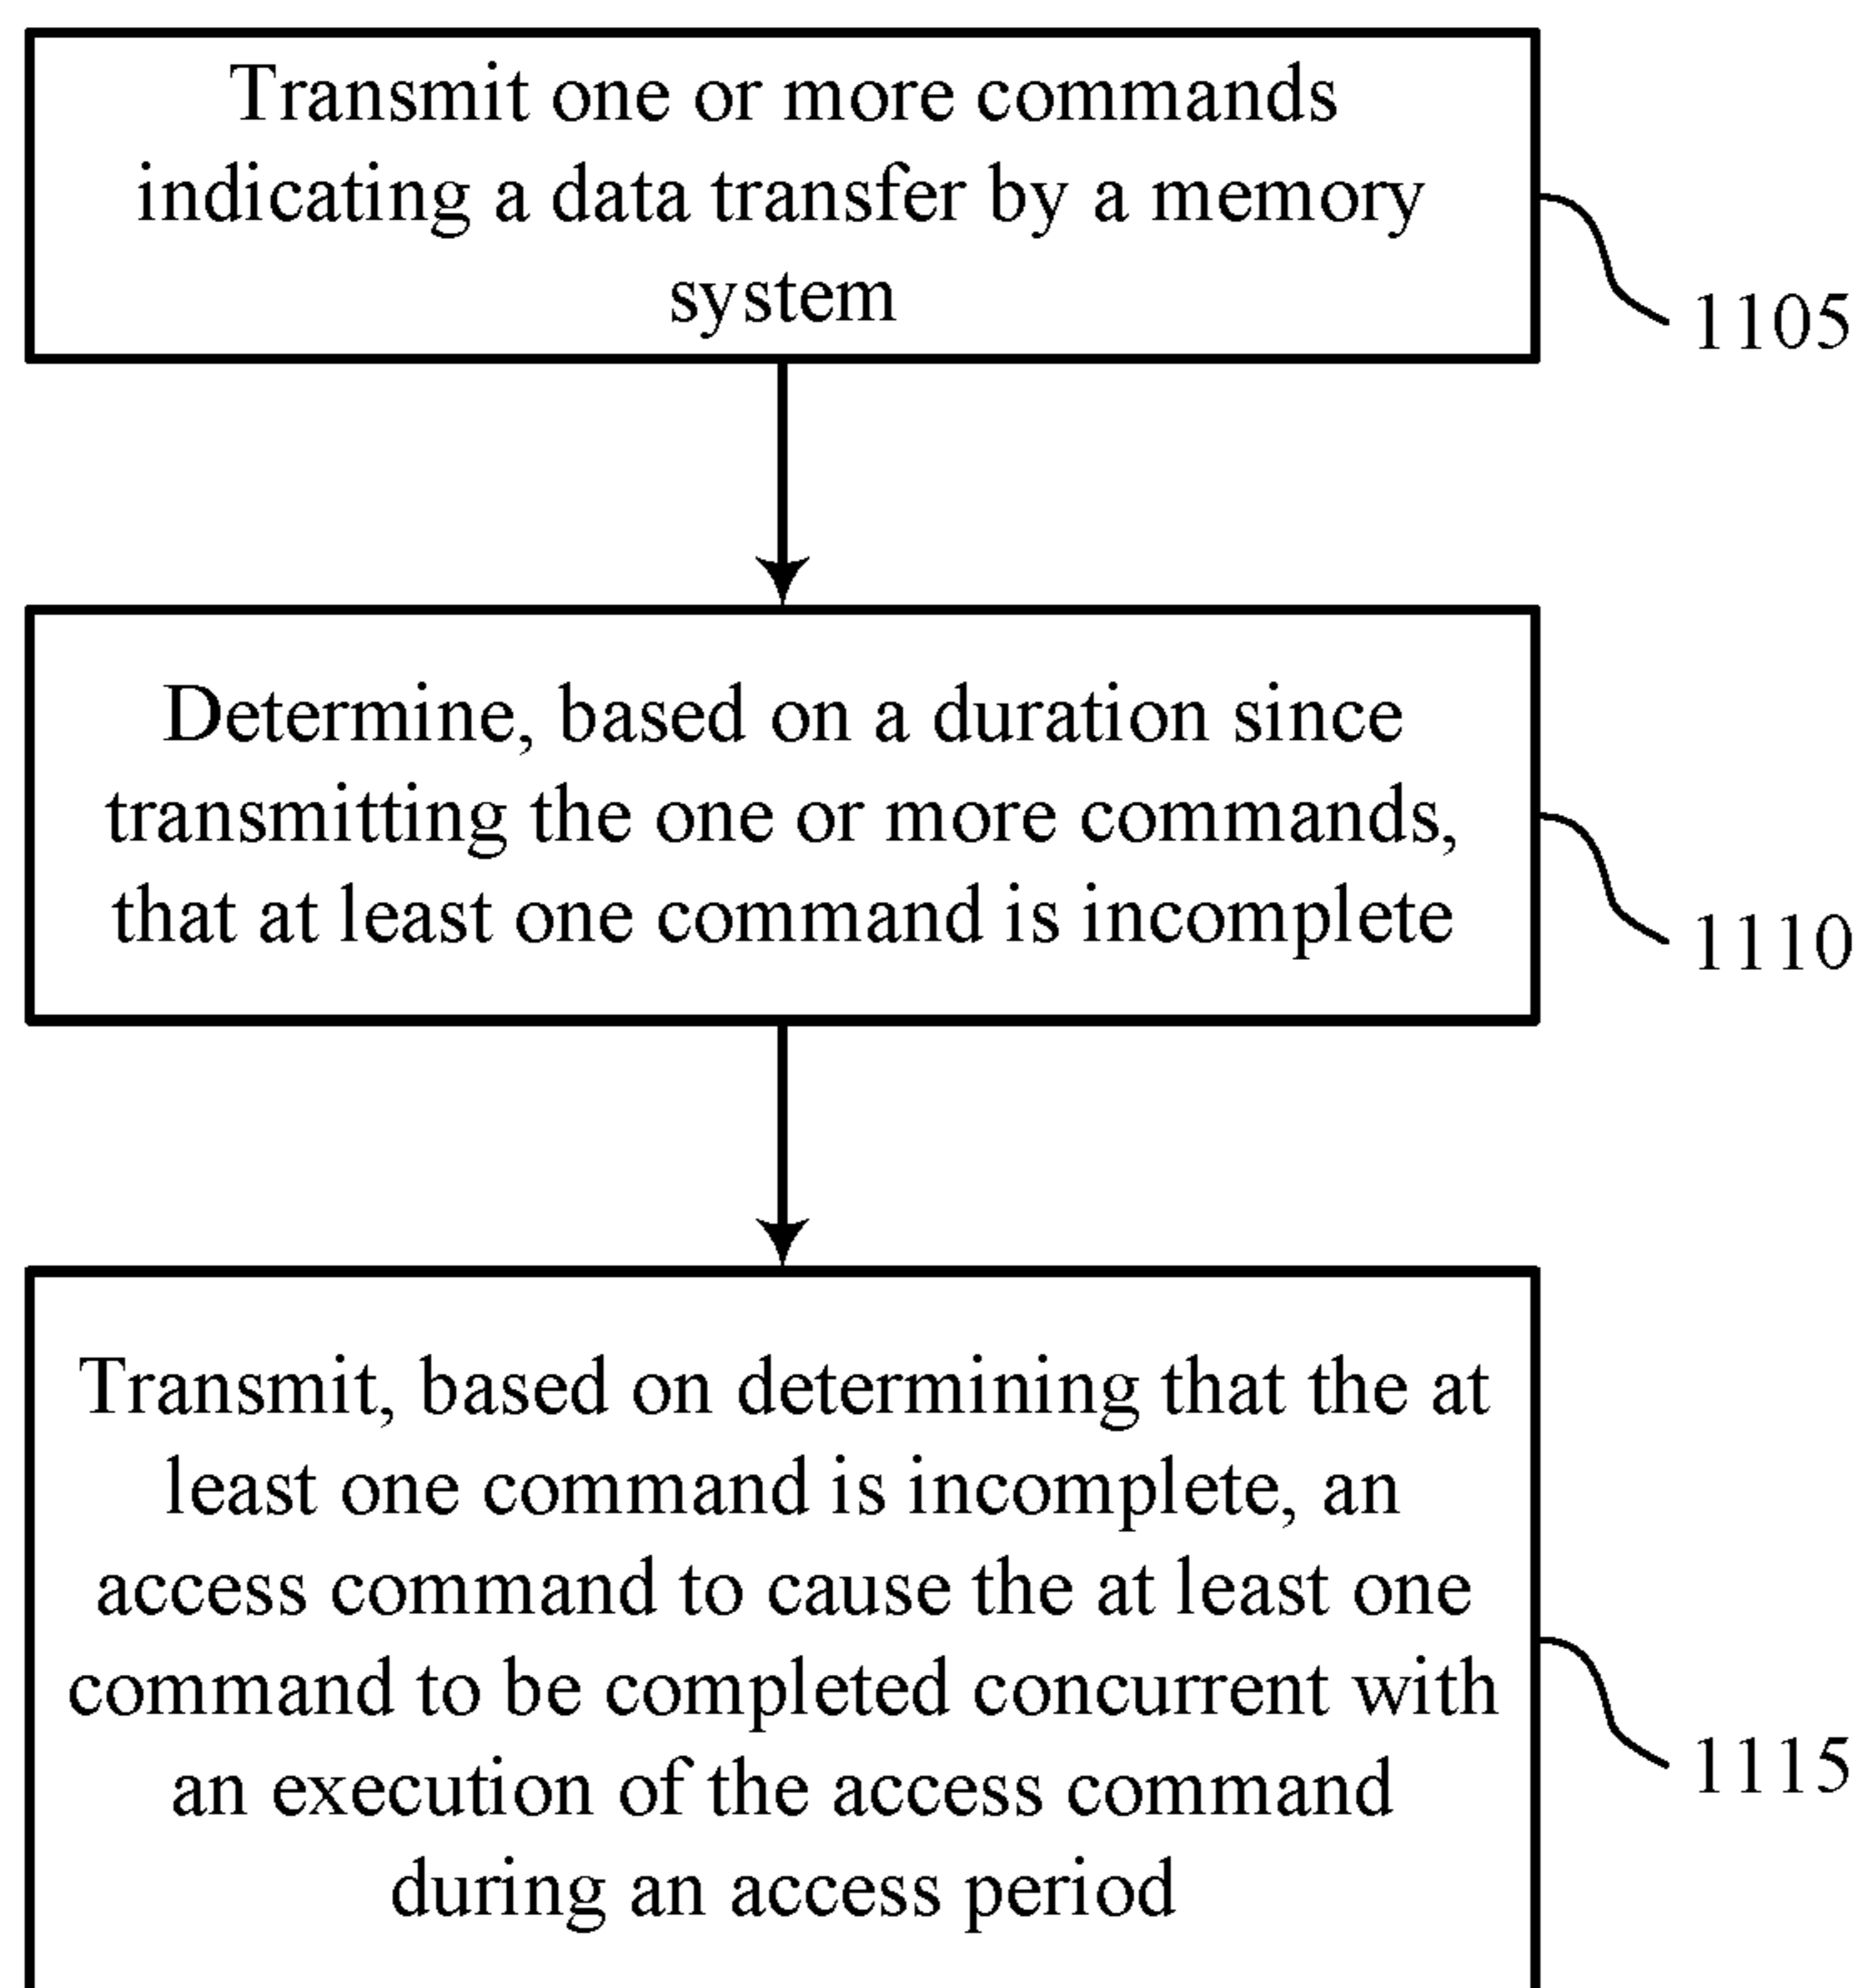 Transmit one or more commands
indicating a data transfer by a memory
system
1105
Determine, based on a duration since
transmitting the one or more commands,
that at least one command is incomplete
1110
Transmit, based on determining that the at
least one command is incomplete, an
access command to cause the at least one
command to be completed concurrent with
an execution of the access command
during an access period
1115